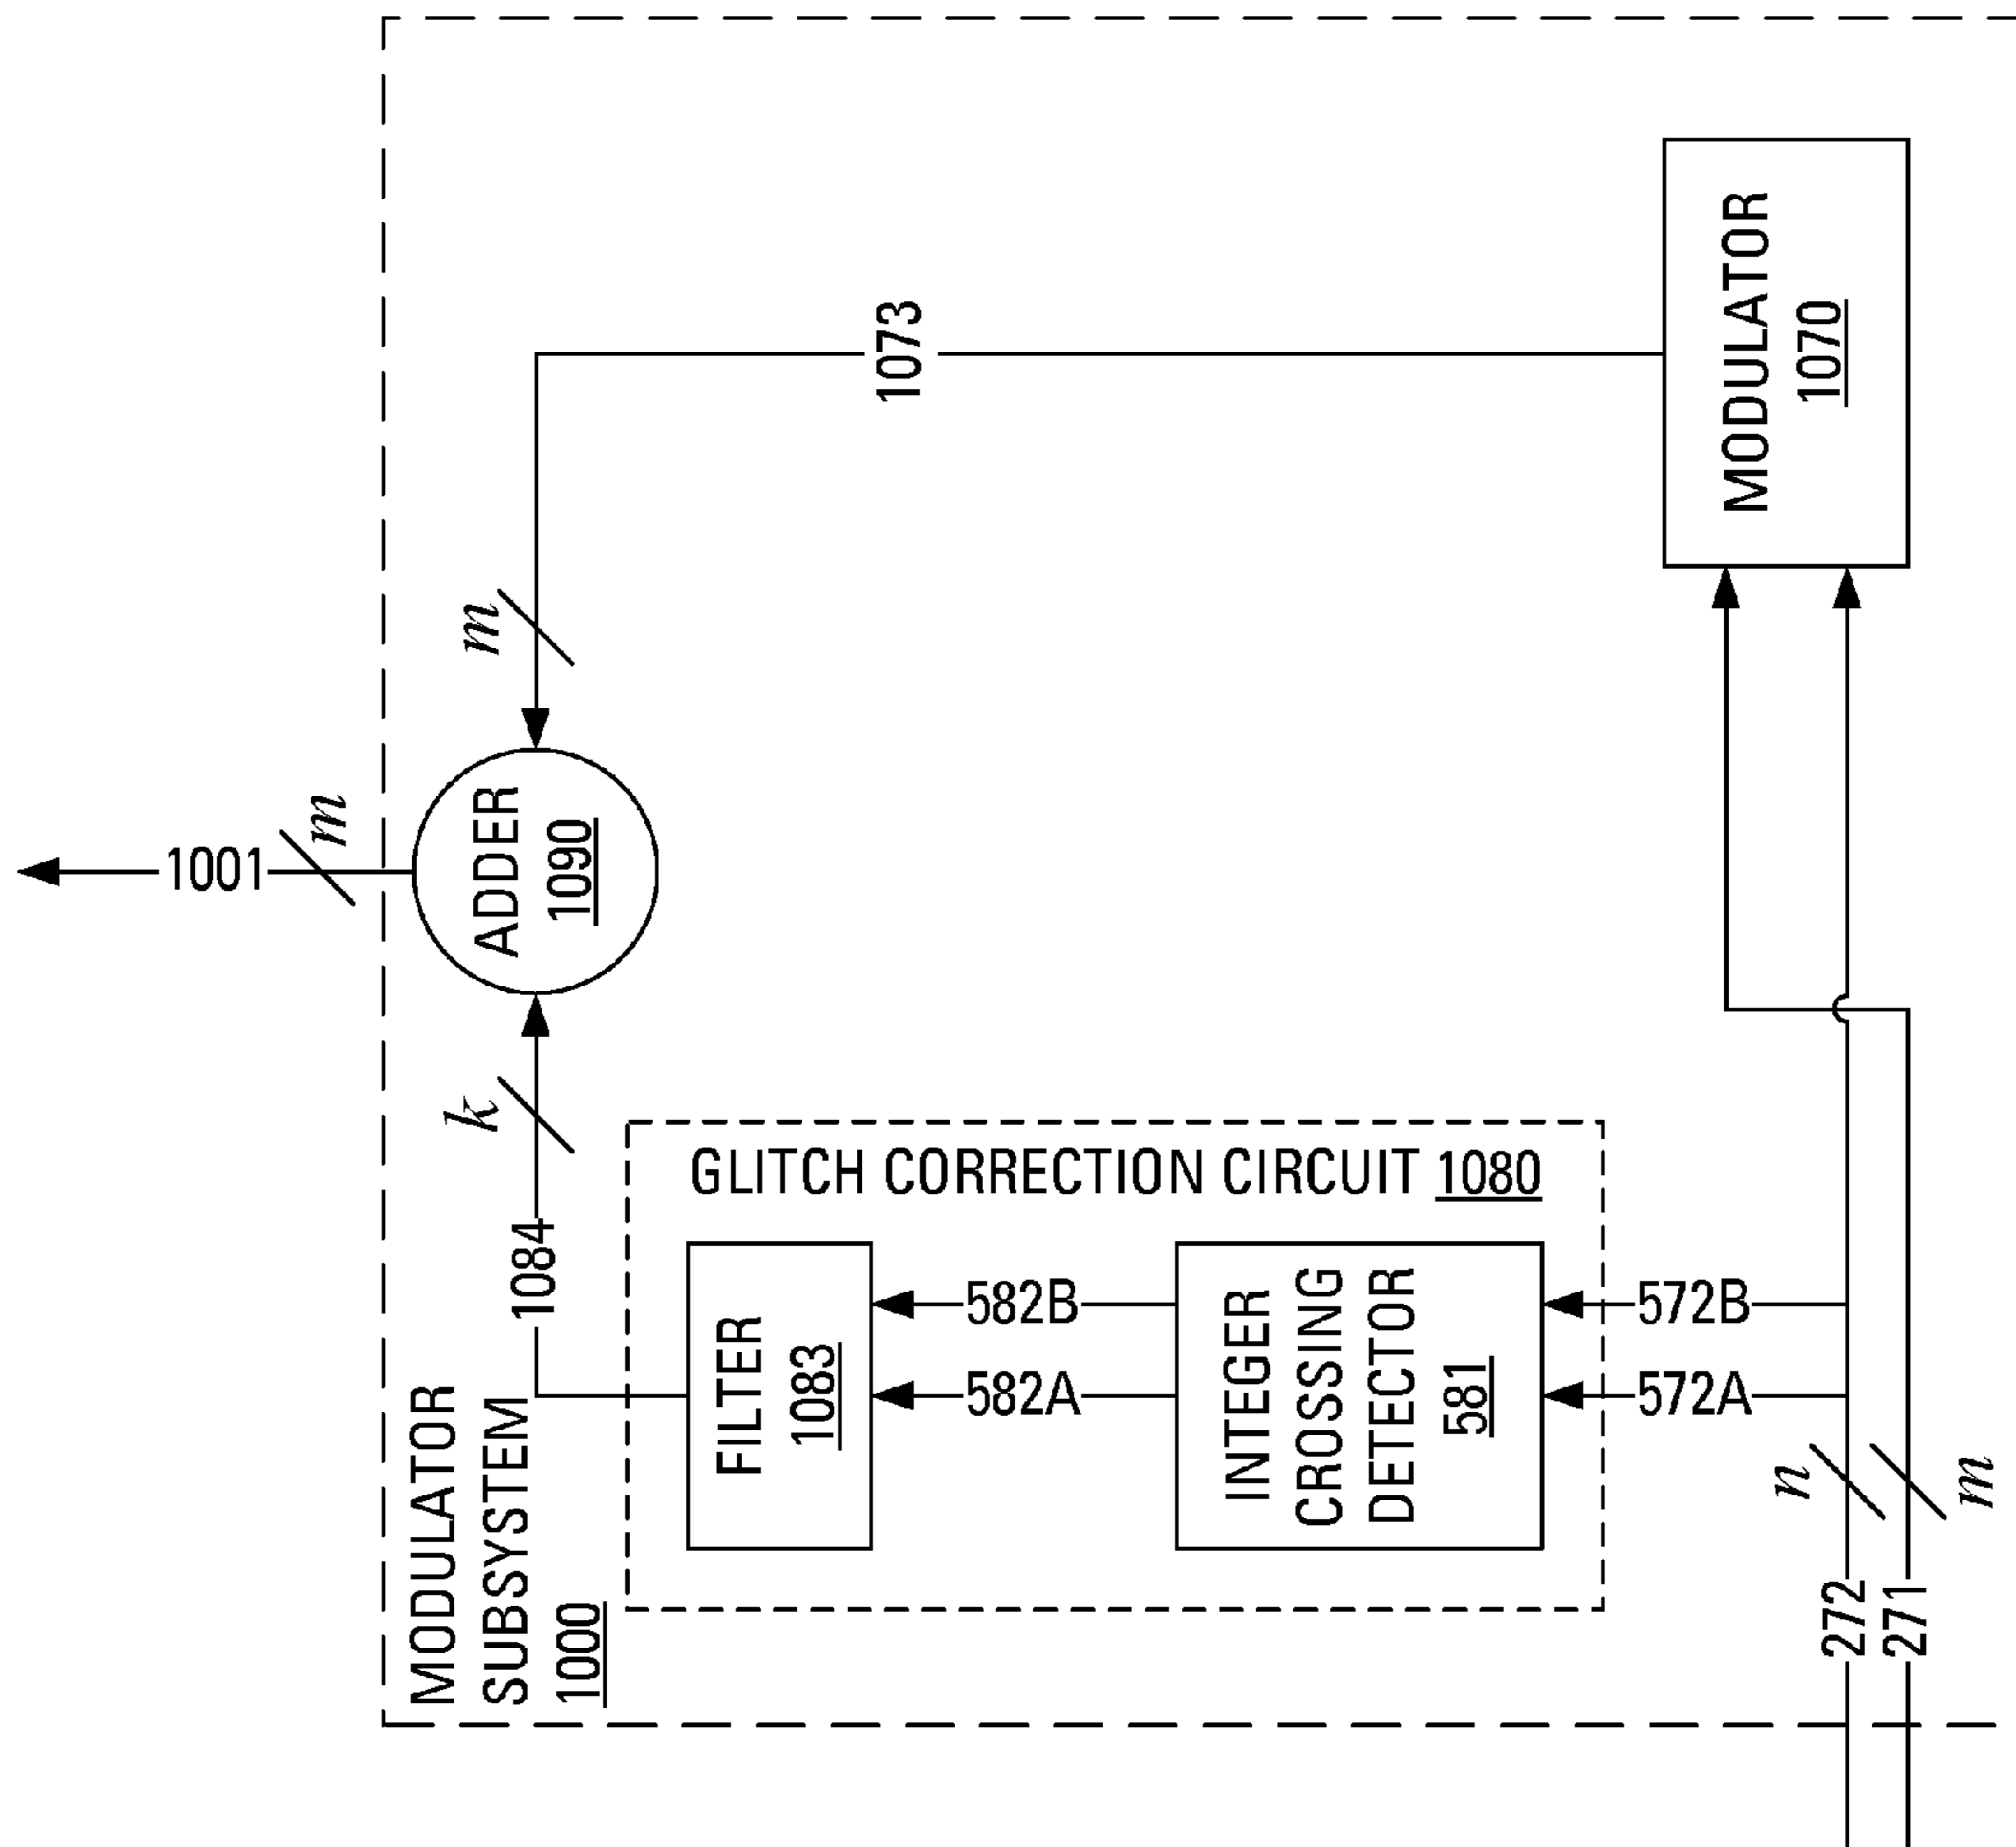 MODULATOR
SUBSYSTEM
1000
1001
m
ADDER
1090
m
1073
k
1084
GLITCH CORRECTION CIRCUIT 1080
FILTER
1083
582B
582A
INTEGER
CROSSING
DETECTOR
581
572B
572A
MODULATOR
1070
n
272
271
m